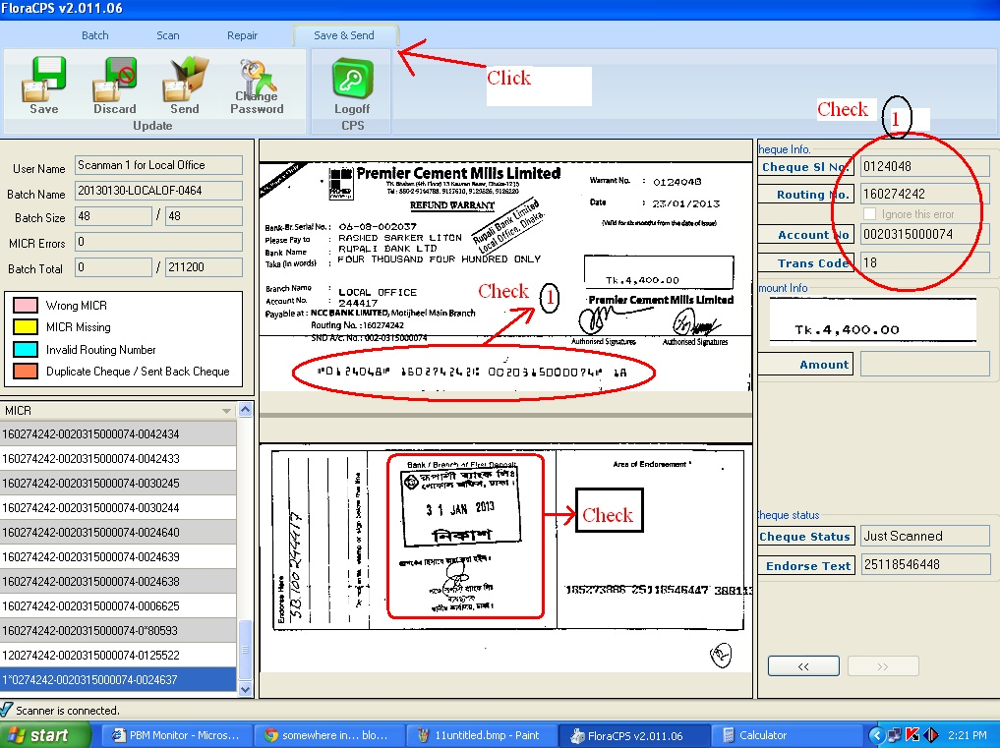 FloraCPS v2.011.06
Batch Scan Repair Save & Send
Click
Save Discard Send Change Password
Update
Logoff
CPS
Check 1
User Name Scanman 1 for Local Office
Batch Name 20130130-LOCALOF-0464
Batch Size 48 / 48
MICR Errors 0
Batch Total 0 / 211200
Wrong MICR
MICR Missing
Invalid Routing Number
Duplicate Cheque / Sent Back Cheque
MICR
160274242-0020315000074-0042434
160274242-0020315000074-0042433
160274242-0020315000074-0030245
160274242-0020315000074-0030244
160274242-0020315000074-0024640
160274242-0020315000074-0024639
160274242-0020315000074-0024638
160274242-0020315000074-0006625
160274242-0020315000074-0*80593
120274242-0020315000074-0125522
1*0274242-0020315000074-0024637
Premier Cement Mills Limited
REFUND WARRANT
Warrant No. : 0124048
Date : 23/01/2013
(Valid for six months from the date of issue)
Rupali Bank Limited
Local Office, Dhaka.
Bank-Br.Serial No.: 06-08-002037
Please Pay to : RASHED SARKER LITON
Bank Name : RUPALI BANK LTD
Taka (in words) : FOUR THOUSAND FOUR HUNDRED ONLY
Tk.4,400.00
Branch Name : LOCAL OFFICE
Account No. : 244417
Payable at : NCC BANK LIMITED, Motijheel Main Branch
Routing No. :160274242
SND A/c. No.: 002-0315000074
Check 1
Premier Cement Mills Limited
Authorised Signatures Authorised Signatures
Bank / Branch of First Deposit
রূপালী ব্যাংক লিঃ
লোকাল অফিস, ঢাকা।
3 1 JAN 2013
নিকাশ
Area of Endorsement
Check
Endorse Here
SB.100244417
185273886 25118546447
heque Info.
Cheque Sl No. 0124048
Routing No. 160274242
Ignore this error
Account No 0020315000074
Trans Code 18
mount Info
Tk.4,400.00
Amount
heque status
Cheque Status Just Scanned
Endorse Text 25118546448
<< >>
Scanner is connected.
start PBM Monitor - Micros... somewhere in... blo... 11untitled.bmp - Paint FloraCPS v2.011.06 Calculator 2:21 PM